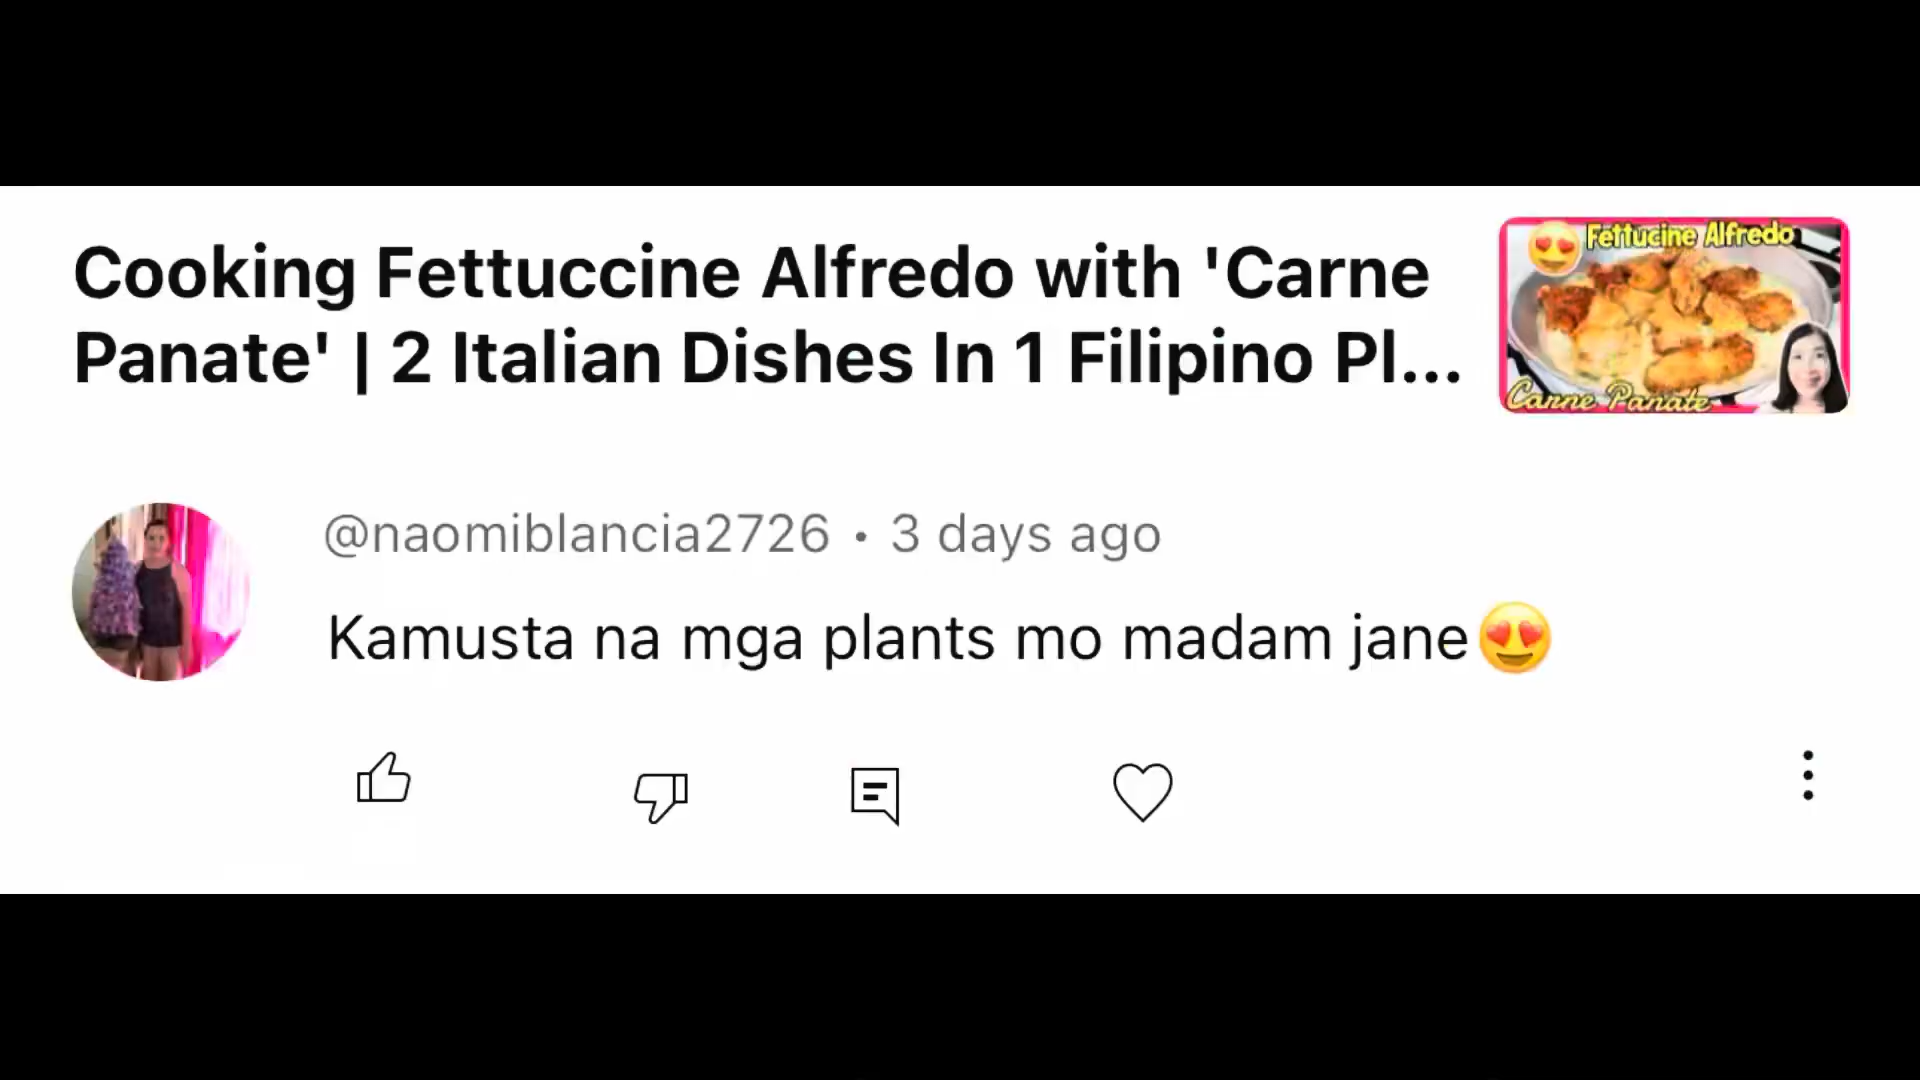 Cooking Fettuccine Alfredo with 'Carne
Panate' | 2 Italian Dishes In 1 Filipino Pl...
Fettucine Alfredo
Carne Panate
@naomiblancia2726 • 3 days ago
Kamusta na mga plants mo madam jane😍